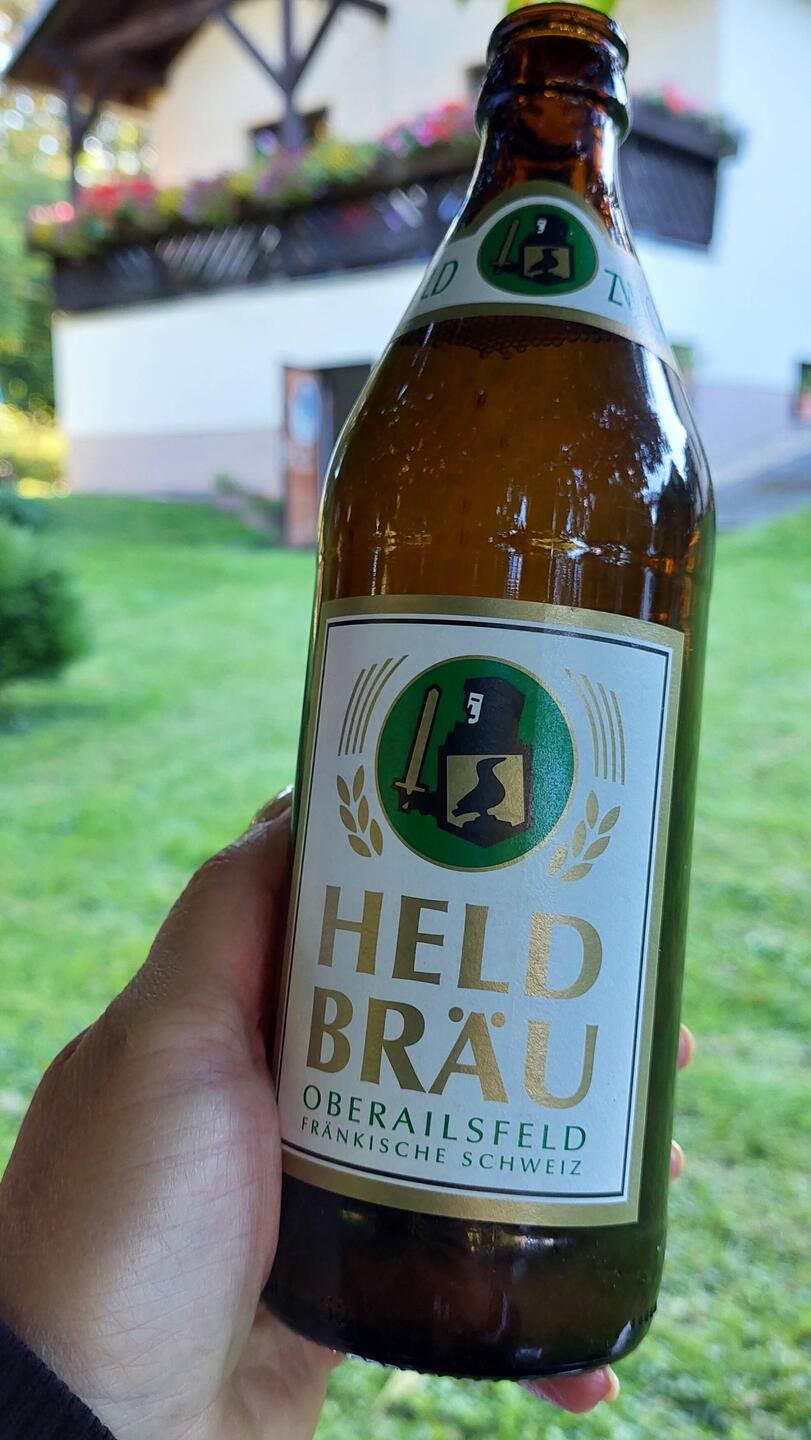 HELD
BRÄU
OBERAILSFELD
FRÄNKISCHE SCHWEIZ